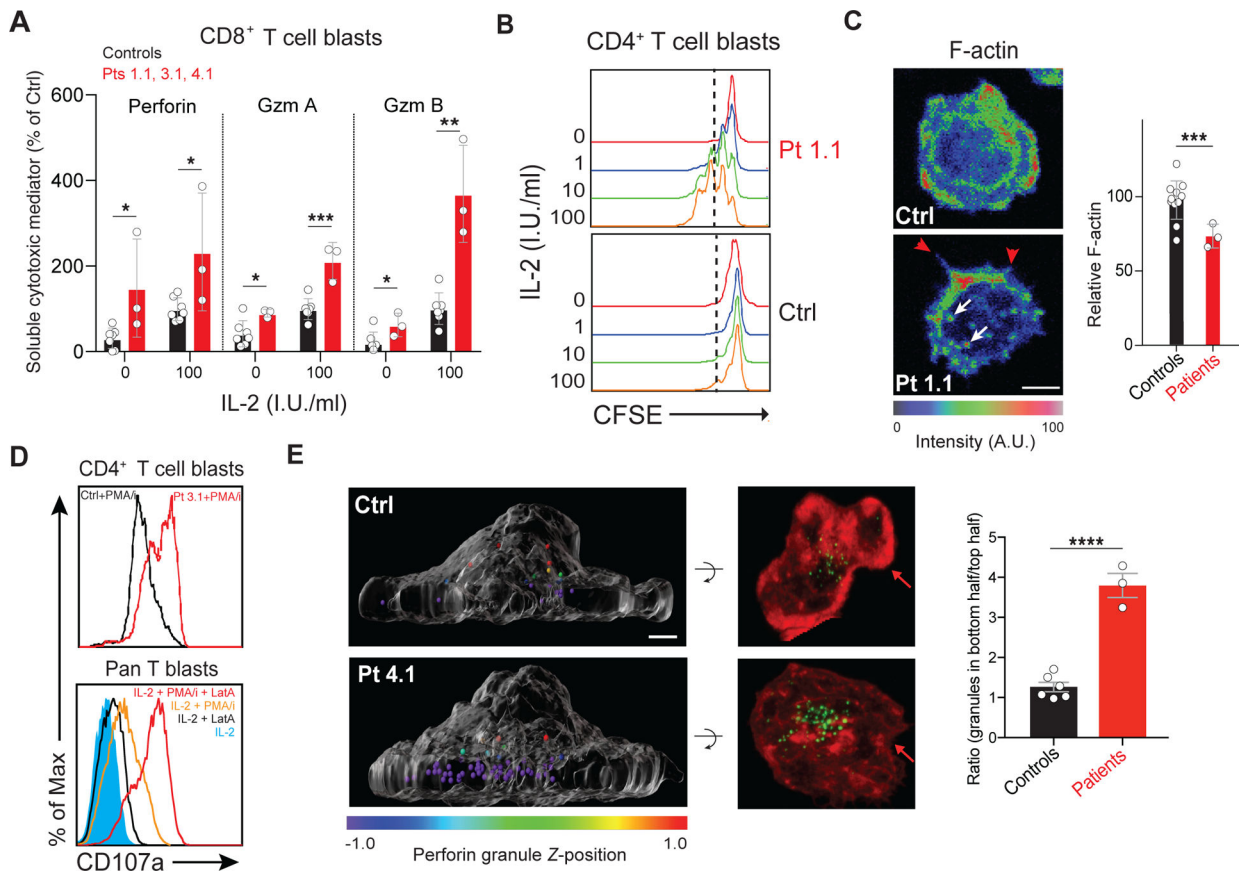 A
CD8⁺ T cell blasts
Controls
Pts 1.1, 3.1, 4.1
Soluble cytotoxic mediator (% of Ctrl)
600
400
200
0
Perforin
Gzm A
Gzm B
*
*
*
***
*
**
0
100
0
100
0
100
IL-2 (I.U./ml)
B
CD4⁺ T cell blasts
IL-2 (I.U./ml)
0
1
10
100
Pt 1.1
0
1
10
100
Ctrl
CFSE
C
F-actin
Ctrl
Pt 1.1
0
100
Intensity (A.U.)
Relative F-actin
100
50
0
***
Controls
Patients
D
CD4⁺ T cell blasts
Ctrl+PMA/i
Pt 3.1+PMA/i
Pan T blasts
IL-2 + PMA/i + LatA
IL-2 + PMA/i
IL-2 + LatA
IL-2
% of Max
CD107a
E
Ctrl
Pt 4.1
-1.0
1.0
Perforin granule Z-position
Ratio (granules in bottom half/top half)
5
4
3
2
1
0
****
Controls
Patients